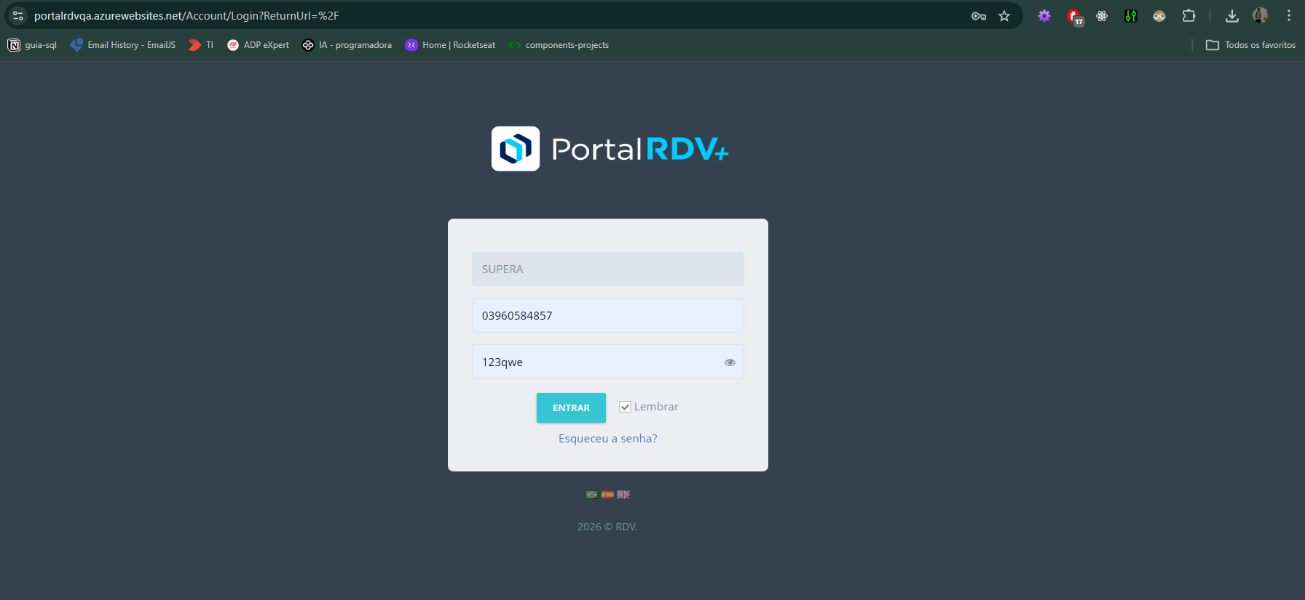 portalrdvqa.azurewebsites.net/Account/Login?ReturnUrl=%2F
17
guia-sql Email History - EmailJS TI ADP eXpert IA - programadora Home | Rocketseat components-projects Todos os favoritos
PortalRDV+
SUPERA
03960584857
123qwe
ENTRAR Lembrar
Esqueceu a senha?
2026 © RDV.